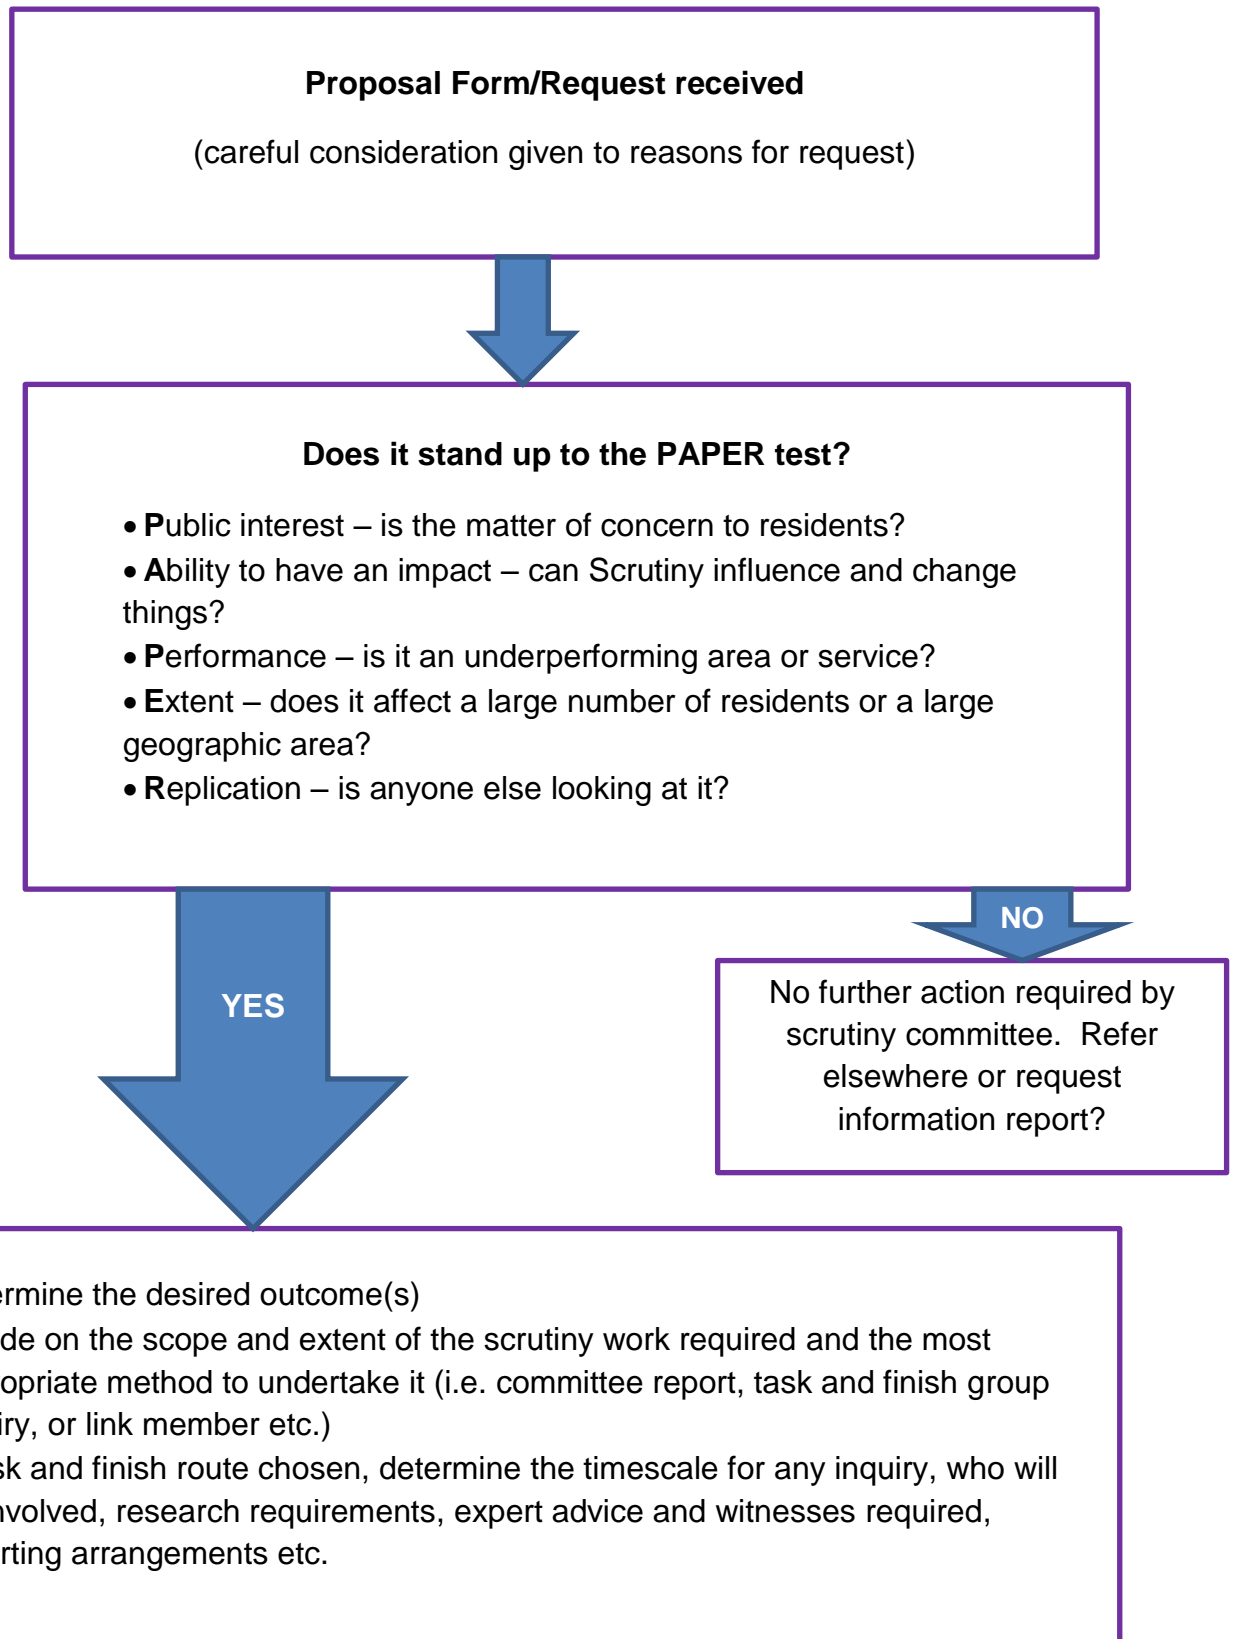 Proposal Form/Request received
(careful consideration given to reasons for request)
Does it stand up to the PAPER test?
• Public interest – is the matter of concern to residents?
• Ability to have an impact – can Scrutiny influence and change
things?
• Performance – is it an underperforming area or service?
• Extent – does it affect a large number of residents or a large
geographic area?
• Replication – is anyone else looking at it?
YES
NO
No further action required by
scrutiny committee.  Refer
elsewhere or request
information report?
ermine the desired outcome(s)
de on the scope and extent of the scrutiny work required and the most
opriate method to undertake it (i.e. committee report, task and finish group
iry, or link member etc.)
sk and finish route chosen, determine the timescale for any inquiry, who will
nvolved, research requirements, expert advice and witnesses required,
rting arrangements etc.